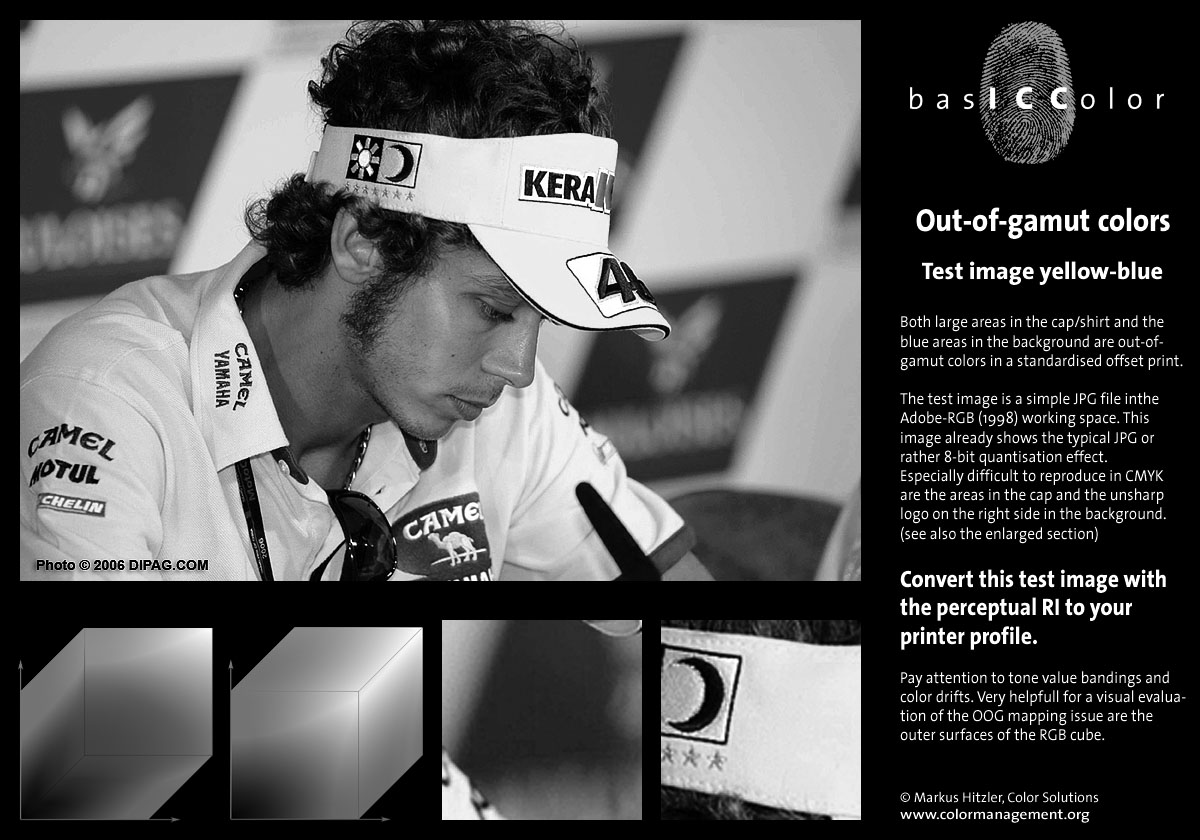 basICColor
Out-of-gamut colors
Test image yellow-blue
Both large areas in the cap/shirt and the
blue areas in the background are out-of-
gamut colors in a standardised offset print.
The test image is a simple JPG file inthe
Adobe-RGB (1998) working space. This
image already shows the typical JPG or
rather 8-bit quantisation effect.
Especially difficult to reproduce in CMYK
are the areas in the cap and the unsharp
logo on the right side in the background.
(see also the enlarged section)
Convert this test image with
the perceptual RI to your
printer profile.
Pay attention to tone value bandings and
color drifts. Very helpfull for a visual evalua-
tion of the OOG mapping issue are the
outer surfaces of the RGB cube.
© Markus Hitzler, Color Solutions
www.colormanagement.org
KERA
46
CAMEL
YAMAHA
CAMEL
MOTUL
CHELIN
CAMEL
Photo © 2006 DIPAG.COM